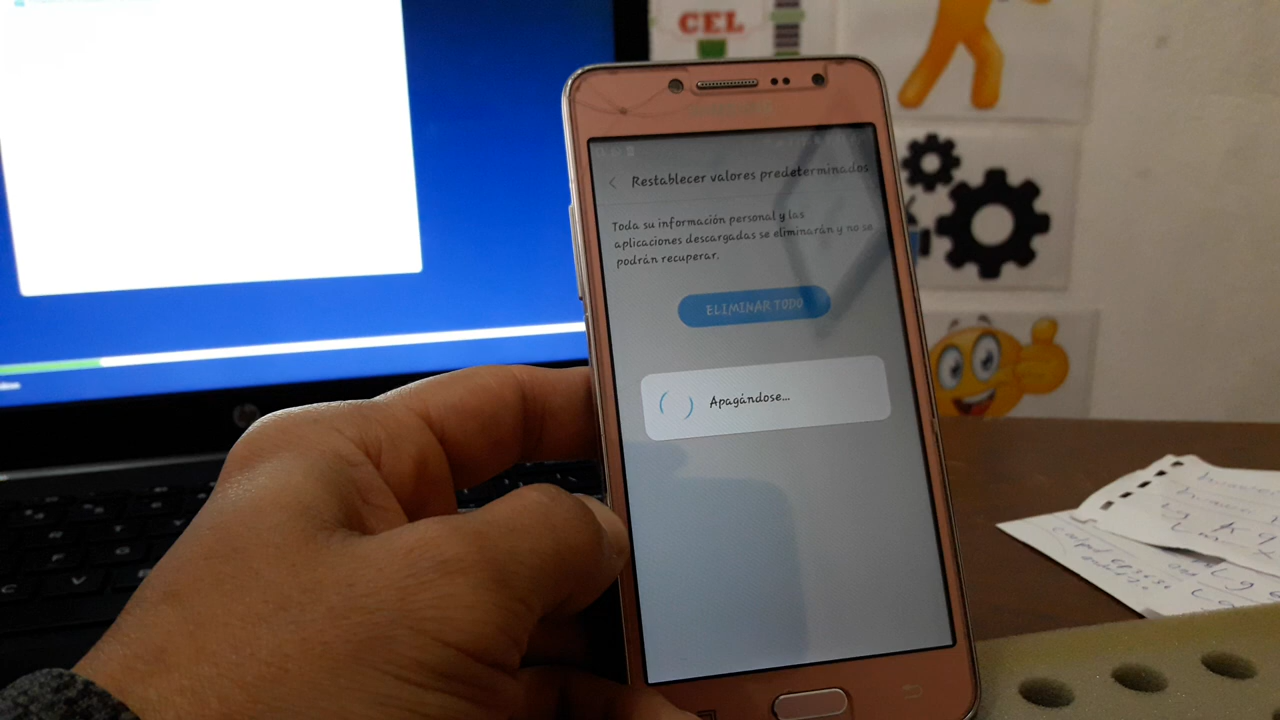 CEL
Restablecer valores predeterminados
Toda su información personal y las
aplicaciones descargadas se eliminarán y no se
podrán recuperar.
ELIMINAR TODO
Apagándose...